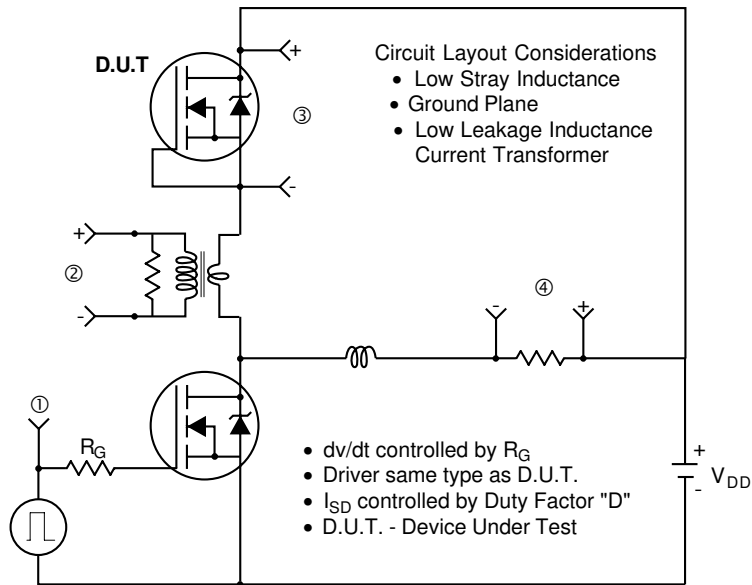 D.U.T
+
③
-
Circuit Layout Considerations
• Low Stray Inductance
• Ground Plane
• Low Leakage Inductance
Current Transformer
+
②
-
④
-
+
①
R_G
• dv/dt controlled by R_G
• Driver same type as D.U.T.
• I_SD controlled by Duty Factor "D"
• D.U.T. - Device Under Test
+
V_DD
-